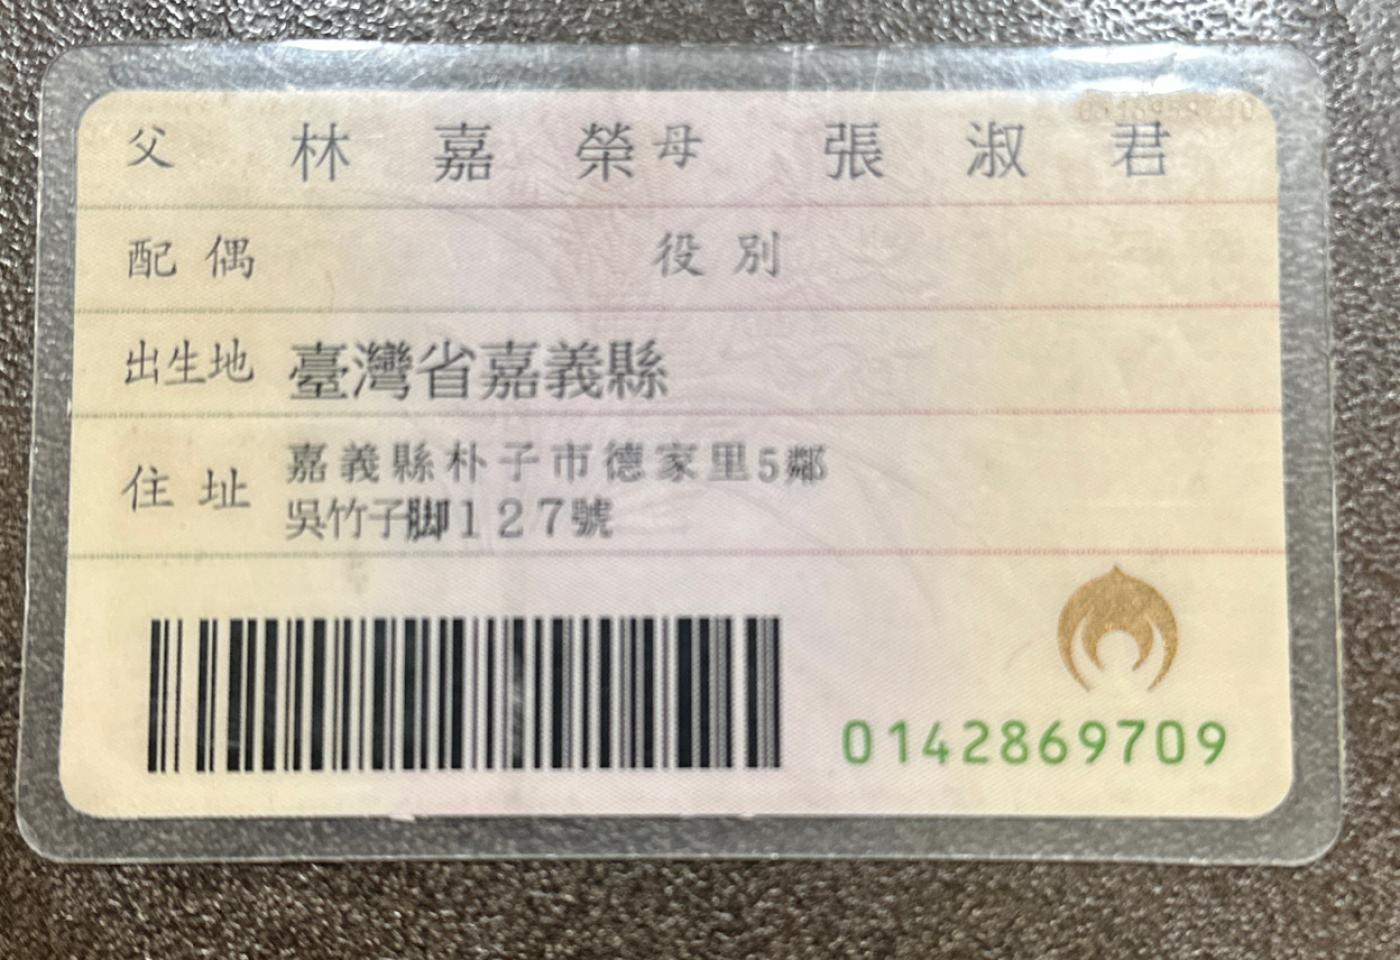 父 林嘉榮 母 張淑君
配偶 役別
出生地 臺灣省嘉義縣
住址 嘉義縣朴子市德家里5鄰
吳竹子脚127號
0142869709